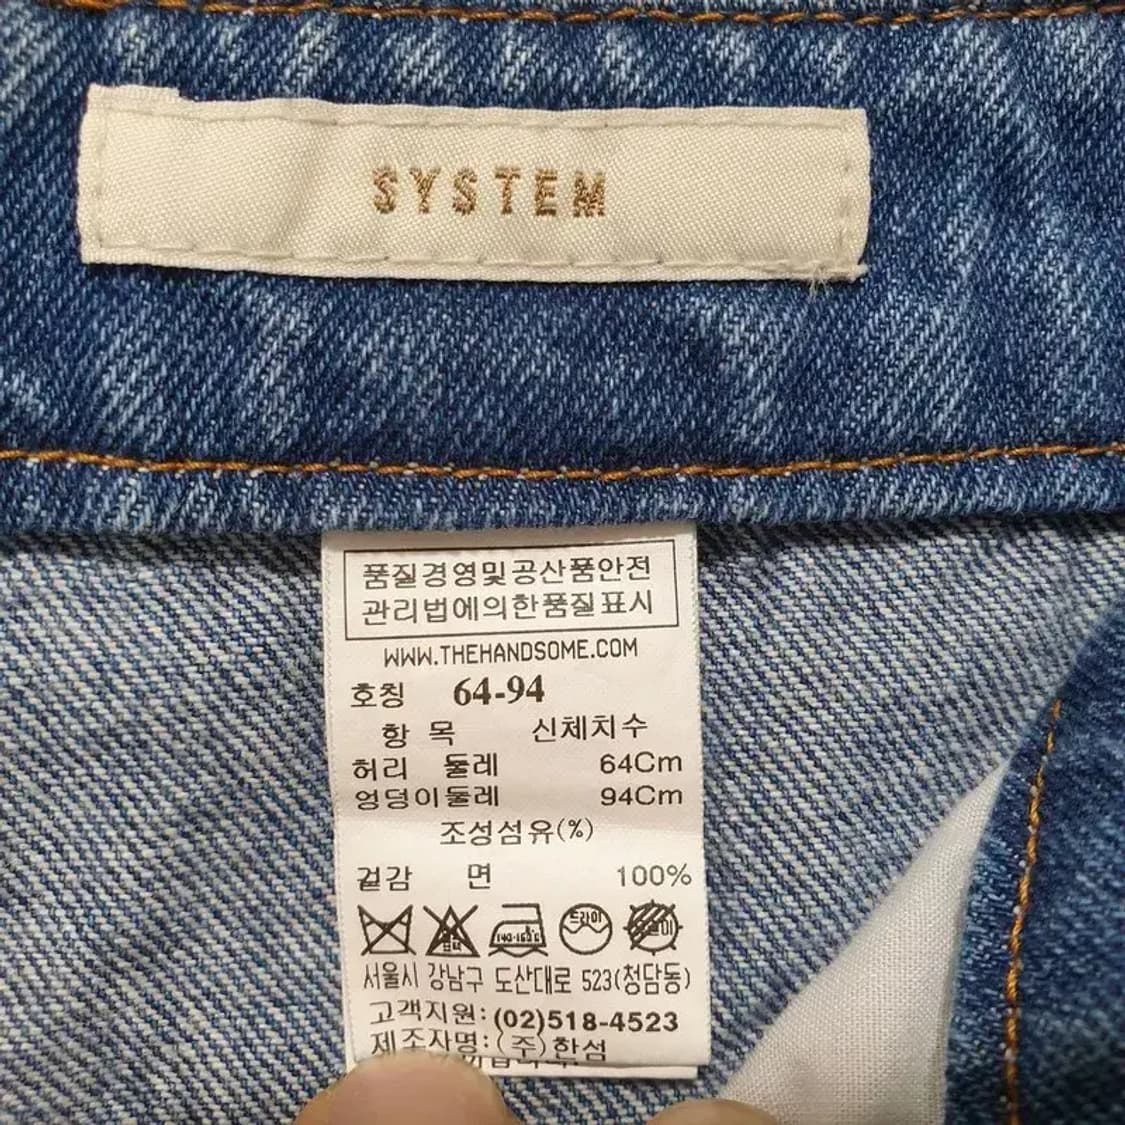 SYSTEM
품질경영및공산품안전
관리법에의한품질표시
WWW.THEHANDSOME.COM
호칭 64-94
항 목 신체치수
허리 둘레 64Cm
엉덩이둘레 94Cm
조성섬유(%)
겉감 면 100%
드라이
서울시 강남구 도산대로 523(청담동)
고객지원:(02)518-4523
제조자명:(주)한섬